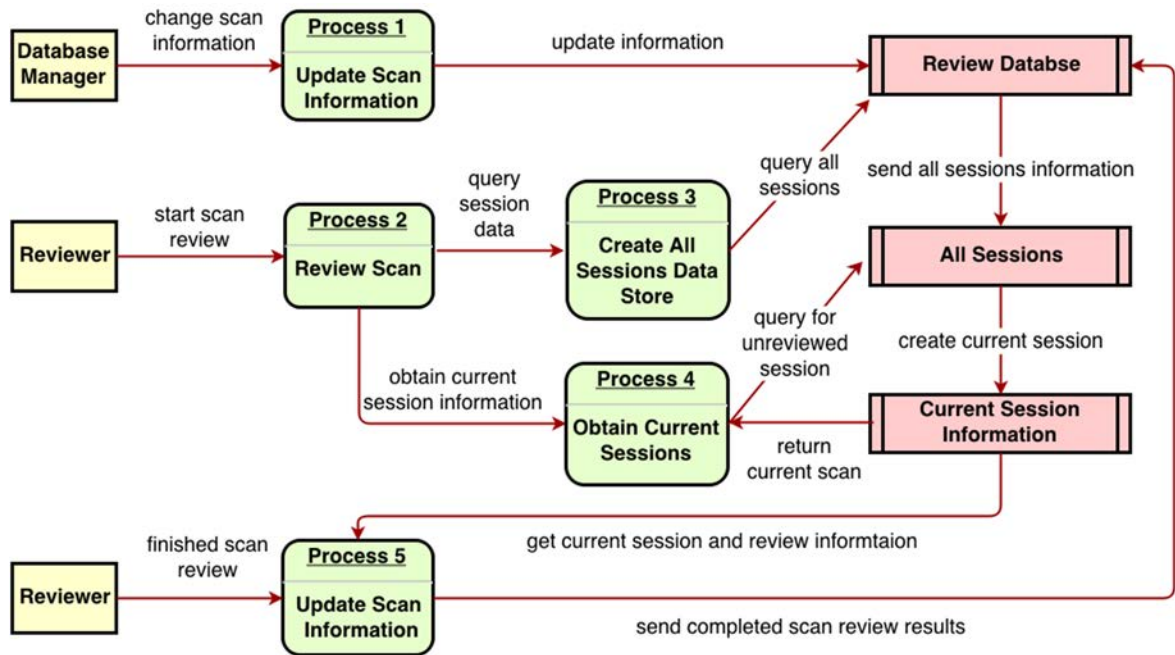 change scan
information
Process 1
Database
Manager
Update Scan
Information
update information
Review Databse
query all
sessions
send all sessions information
start scan
review
Reviewer
Process 2
Review Scan
query
session
data
Process 3
Create All
Sessions Data
Store
All Sessions
query for
unreviewed
session
create current session
obtain current
session information
Process 4
Obtain Current
Sessions
Current Session
Information
return
current scan
finished scan
review
Reviewer
Process 5
Update Scan
Information
get current session and review informtaion
send completed scan review results